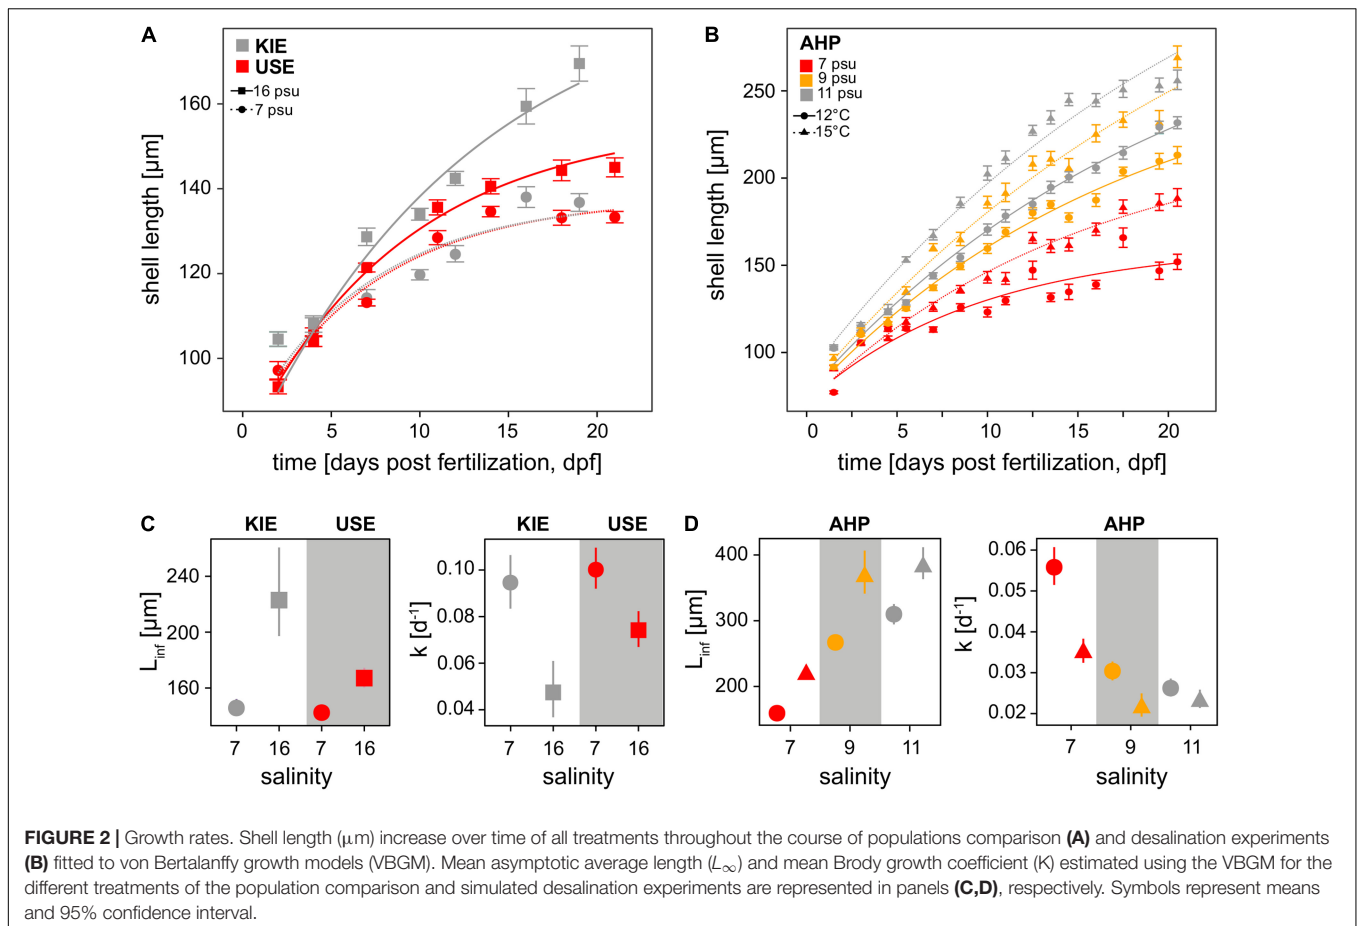 A
KIE
USE
16 psu
7 psu
160
140
120
100
shell length [µm]
0
5
10
15
20
time [days post fertilization, dpf]
B
AHP
7 psu
9 psu
11 psu
12°C
15°C
250
200
150
100
shell length [µm]
0
5
10
15
20
time [days post fertilization, dpf]
C
KIE USE
240
200
160
Linf [µm]
7 16 7 16
salinity
KIE USE
0.10
0.08
0.06
0.04
k [d-1]
7 16 7 16
salinity
D
AHP
400
300
200
Linf [µm]
7 9 11
salinity
AHP
0.06
0.05
0.04
0.03
0.02
k [d-1]
7 9 11
salinity
FIGURE 2 | Growth rates. Shell length (µm) increase over time of all treatments throughout the course of populations comparison (A) and desalination experiments
(B) fitted to von Bertalanffy growth models (VBGM). Mean asymptotic average length (L∞) and mean Brody growth coefficient (K) estimated using the VBGM for the
different treatments of the population comparison and simulated desalination experiments are represented in panels (C,D), respectively. Symbols represent means
and 95% confidence interval.